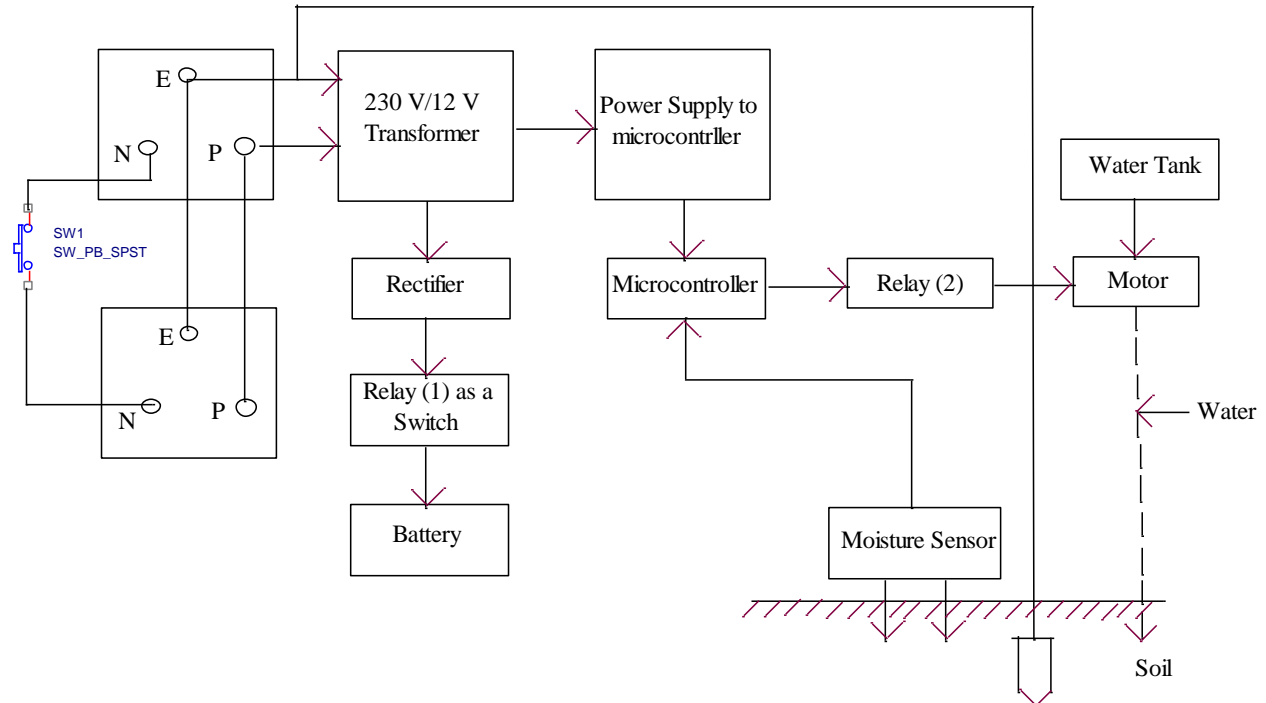 E
N
P
230 V/12 V
Transformer
Power Supply to
microcontrller
Water Tank
SW1
SW_PB_SPST
Rectifier
Microcontroller
Relay (2)
Motor
E
N
P
Relay (1) as a
Switch
Water
Battery
Moisture Sensor
Soil